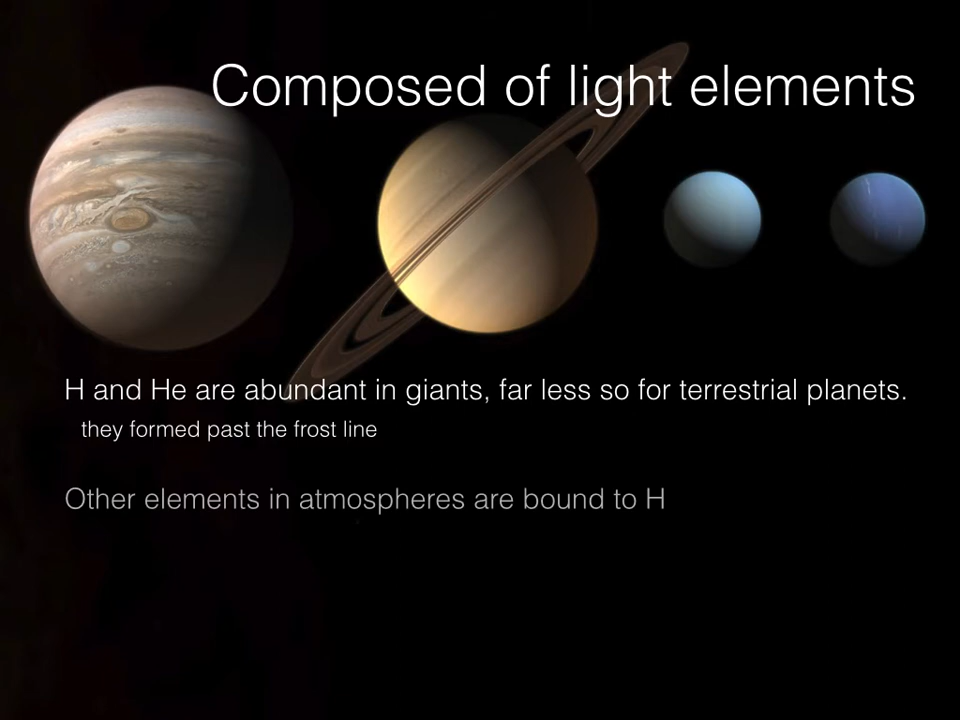 Composed of light elements
H and He are abundant in giants, far less so for terrestrial planets.
they formed past the frost line
Other elements in atmospheres are bound to H